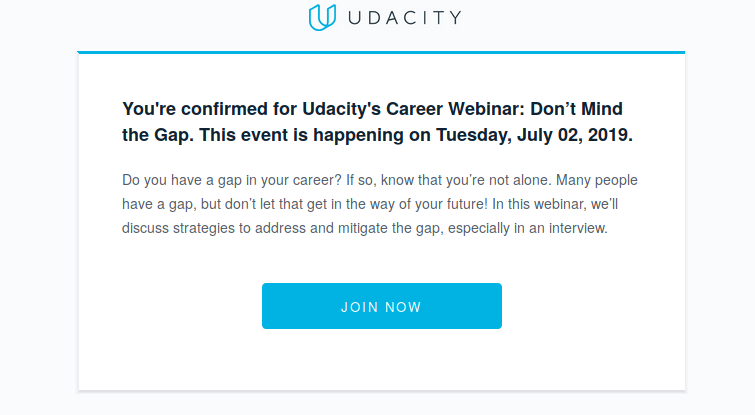 UDACITY
You're confirmed for Udacity's Career Webinar: Don’t Mind
the Gap. This event is happening on Tuesday, July 02, 2019.
Do you have a gap in your career? If so, know that you’re not alone. Many people
have a gap, but don’t let that get in the way of your future! In this webinar, we’ll
discuss strategies to address and mitigate the gap, especially in an interview.
JOIN NOW